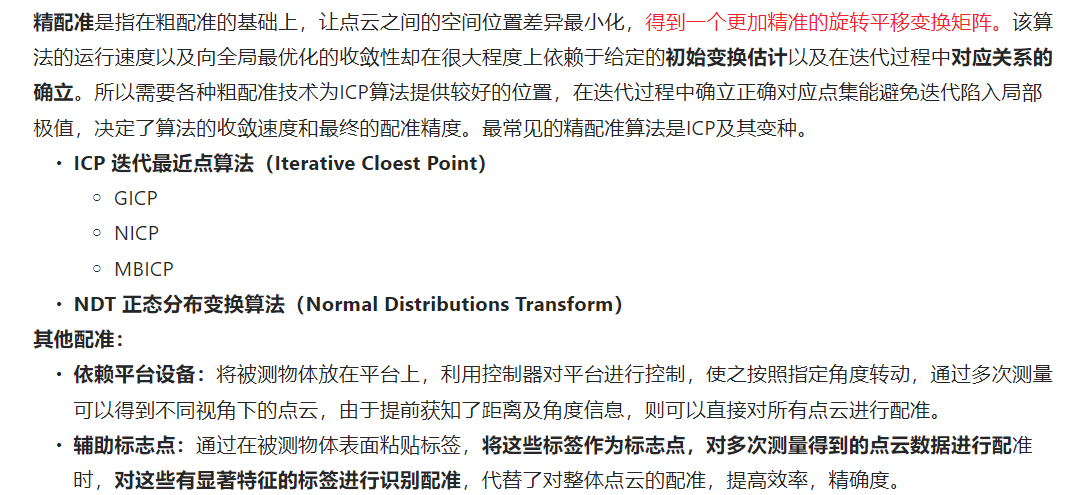 精配准是指在粗配准的基础上，让点云之间的空间位置差异最小化，得到一个更加精准的旋转平移变换矩阵。该算
法的运行速度以及向全局最优化的收敛性却在很大程度上依赖于给定的初始变换估计以及在迭代过程中对应关系的
确立。所以需要各种粗配准技术为ICP算法提供较好的位置，在迭代过程中确立正确对应点集能避免迭代陷入局部
极值，决定了算法的收敛速度和最终的配准精度。最常见的精配准算法是ICP及其变种。
• ICP 迭代最近点算法（Iterative Cloest Point）
○ GICP
○ NICP
○ MBICP
• NDT 正态分布变换算法（Normal Distributions Transform）
其他配准：
• 依赖平台设备：将被测物体放在平台上，利用控制器对平台进行控制，使之按照指定角度转动，通过多次测量
可以得到不同视角下的点云，由于提前获知了距离及角度信息，则可以直接对所有点云进行配准。
• 辅助标志点：通过在被测物体表面粘贴标签，将这些标签作为标志点，对多次测量得到的点云数据进行配准
时，对这些有显著特征的标签进行识别配准，代替了对整体点云的配准，提高效率，精确度。